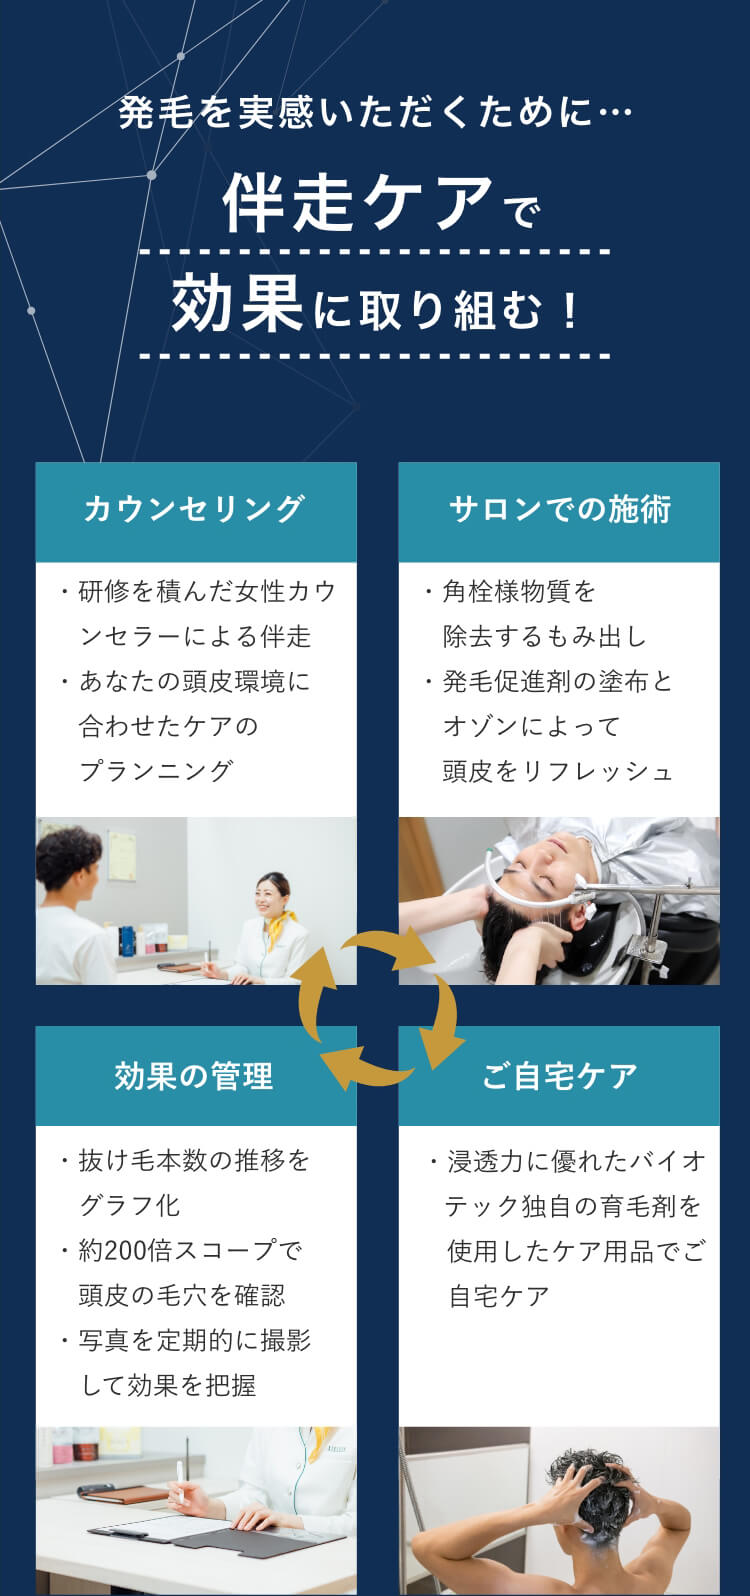 発毛を実感いただくために…
伴走ケアで
効果に取り組む！
カウンセリング
・研修を積んだ女性カウ
ンセラーによる伴走
・あなたの頭皮環境に
合わせたケアの
プランニング
サロンでの施術
・角栓様物質を
除去するもみ出し
・発毛促進剤の塗布と
オゾンによって
頭皮をリフレッシュ
効果の管理
・抜け毛本数の推移を
グラフ化
・約200倍スコープで
頭皮の毛穴を確認
・写真を定期的に撮影
して効果を把握
ご自宅ケア
・浸透力に優れたバイオ
テック独自の育毛剤を
使用したケア用品でご
自宅ケア